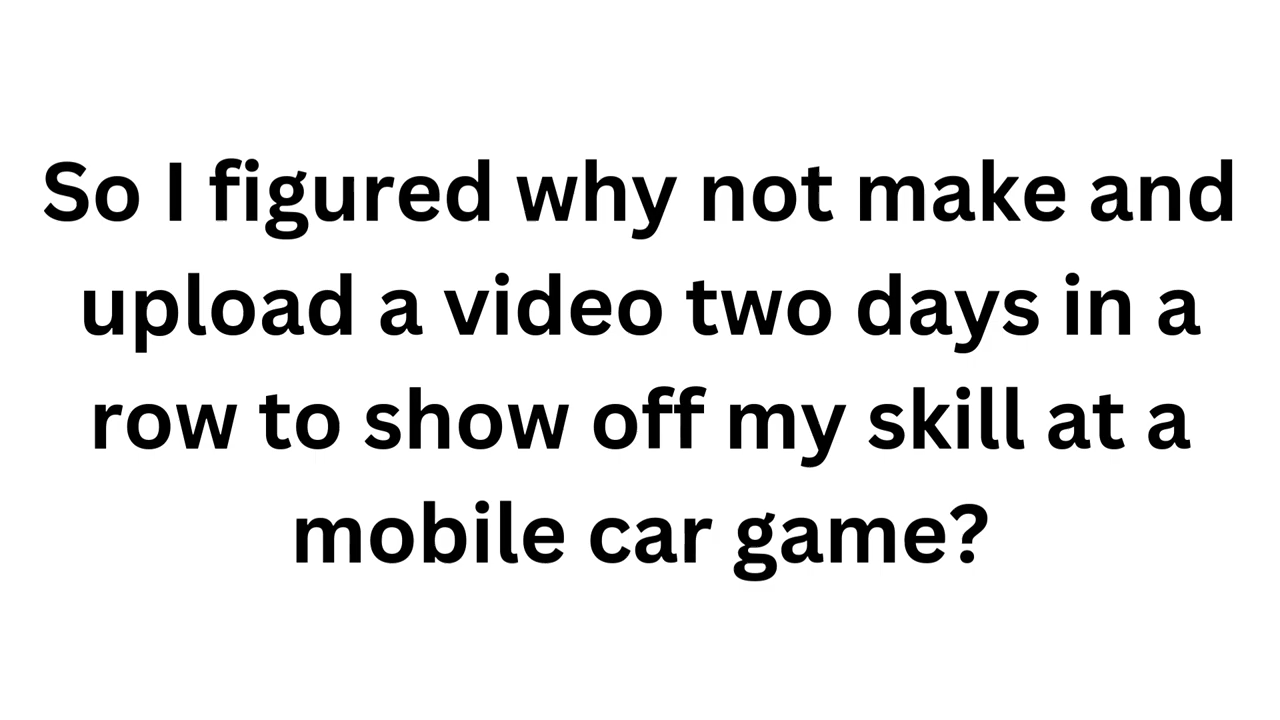 So I figured why not make and
upload a video two days in a
row to show off my skill at a
mobile car game?